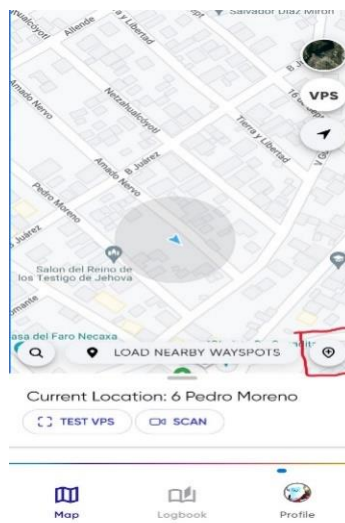 Salvador Díaz Mirón
Allende
Tierra y Libertad
Amado Nervo
Netzahualcóyotl
VPS
B Juárez
Tierra y Libertad
Amado Nervo
Pedro Moreno
B Juárez
Salon del Reino de
los Testigo de Jehova
asa del Faro Necaxa
LOAD NEARBY WAYSPOTS
Current Location: 6 Pedro Moreno
TEST VPS
SCAN
Map
Logbook
Profile